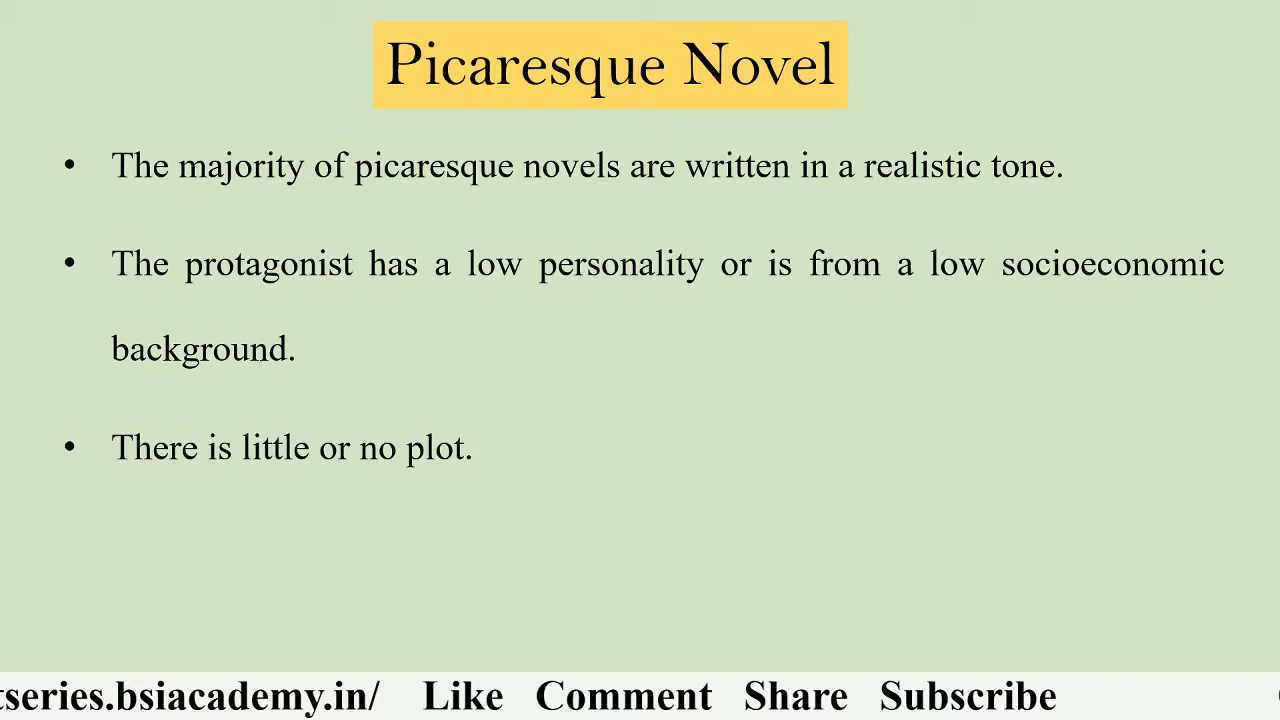 Picaresque Novel
• The majority of picaresque novels are written in a realistic tone.
• The protagonist has a low personality or is from a low socioeconomic
background.
• There is little or no plot.
tseries.bsiacademy.in/ Like Comment Share Subscribe